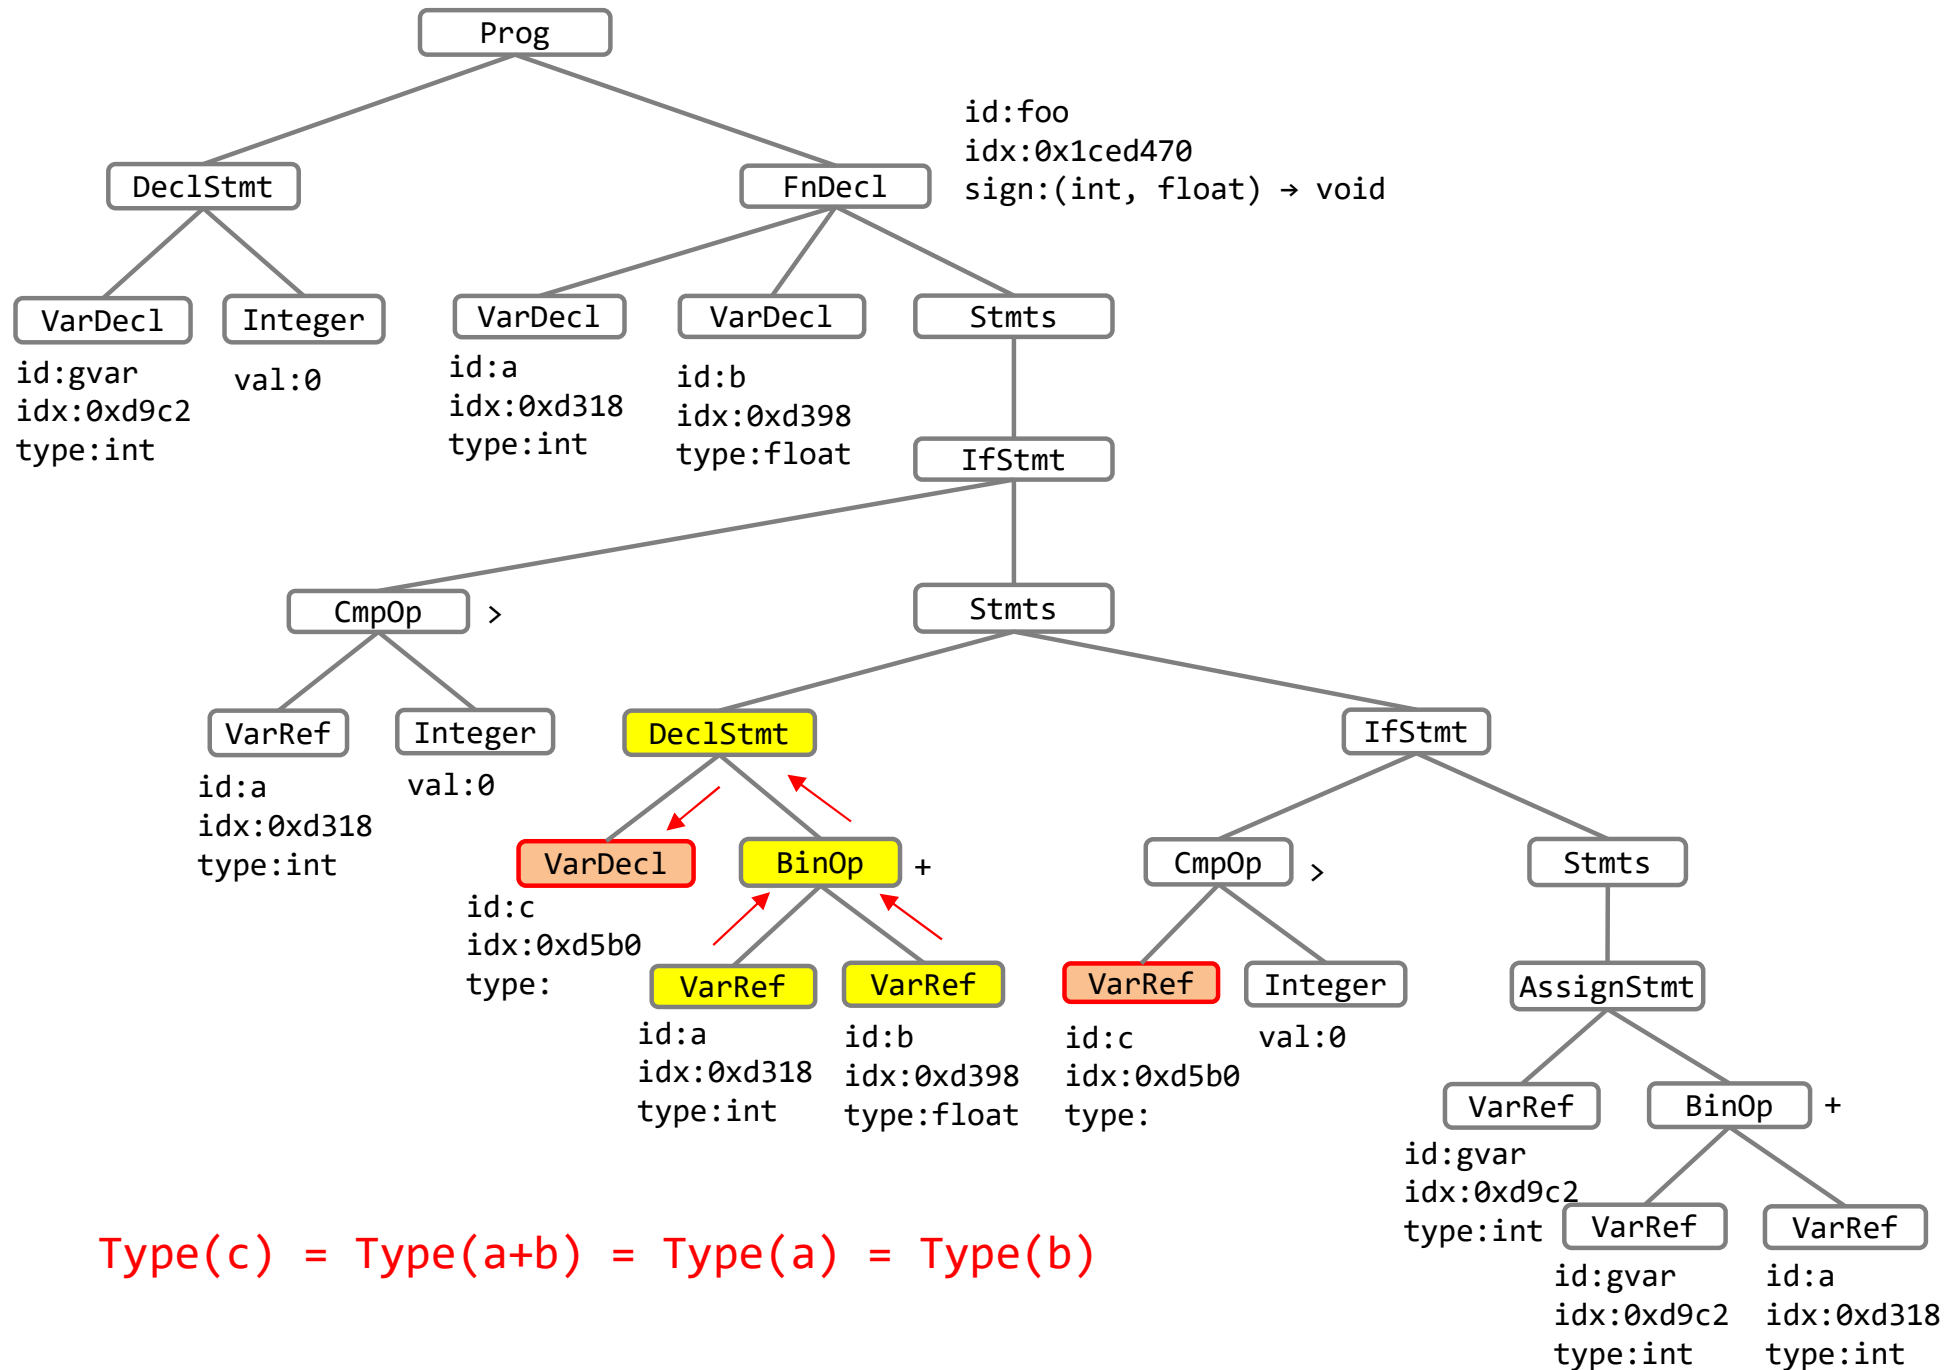 Prog
id:foo
idx:0x1ced470
sign:(int, float) → void
DeclStmt
FnDecl
VarDecl
id:gvar
idx:0xd9c2
type:int
Integer
val:0
VarDecl
id:a
idx:0xd318
type:int
VarDecl
id:b
idx:0xd398
type:float
Stmts
IfStmt
CmpOp >
Stmts
VarRef
id:a
idx:0xd318
type:int
Integer
val:0
DeclStmt
IfStmt
VarDecl
id:c
idx:0xd5b0
type:
BinOp +
VarRef
id:a
idx:0xd318
type:int
VarRef
id:b
idx:0xd398
type:float
CmpOp >
Stmts
VarRef
id:c
idx:0xd5b0
type:
Integer
val:0
AssignStmt
VarRef
id:gvar
idx:0xd9c2
type:int
BinOp +
VarRef
id:gvar
idx:0xd9c2
type:int
VarRef
id:a
idx:0xd318
type:int
Type(c) = Type(a+b) = Type(a) = Type(b)